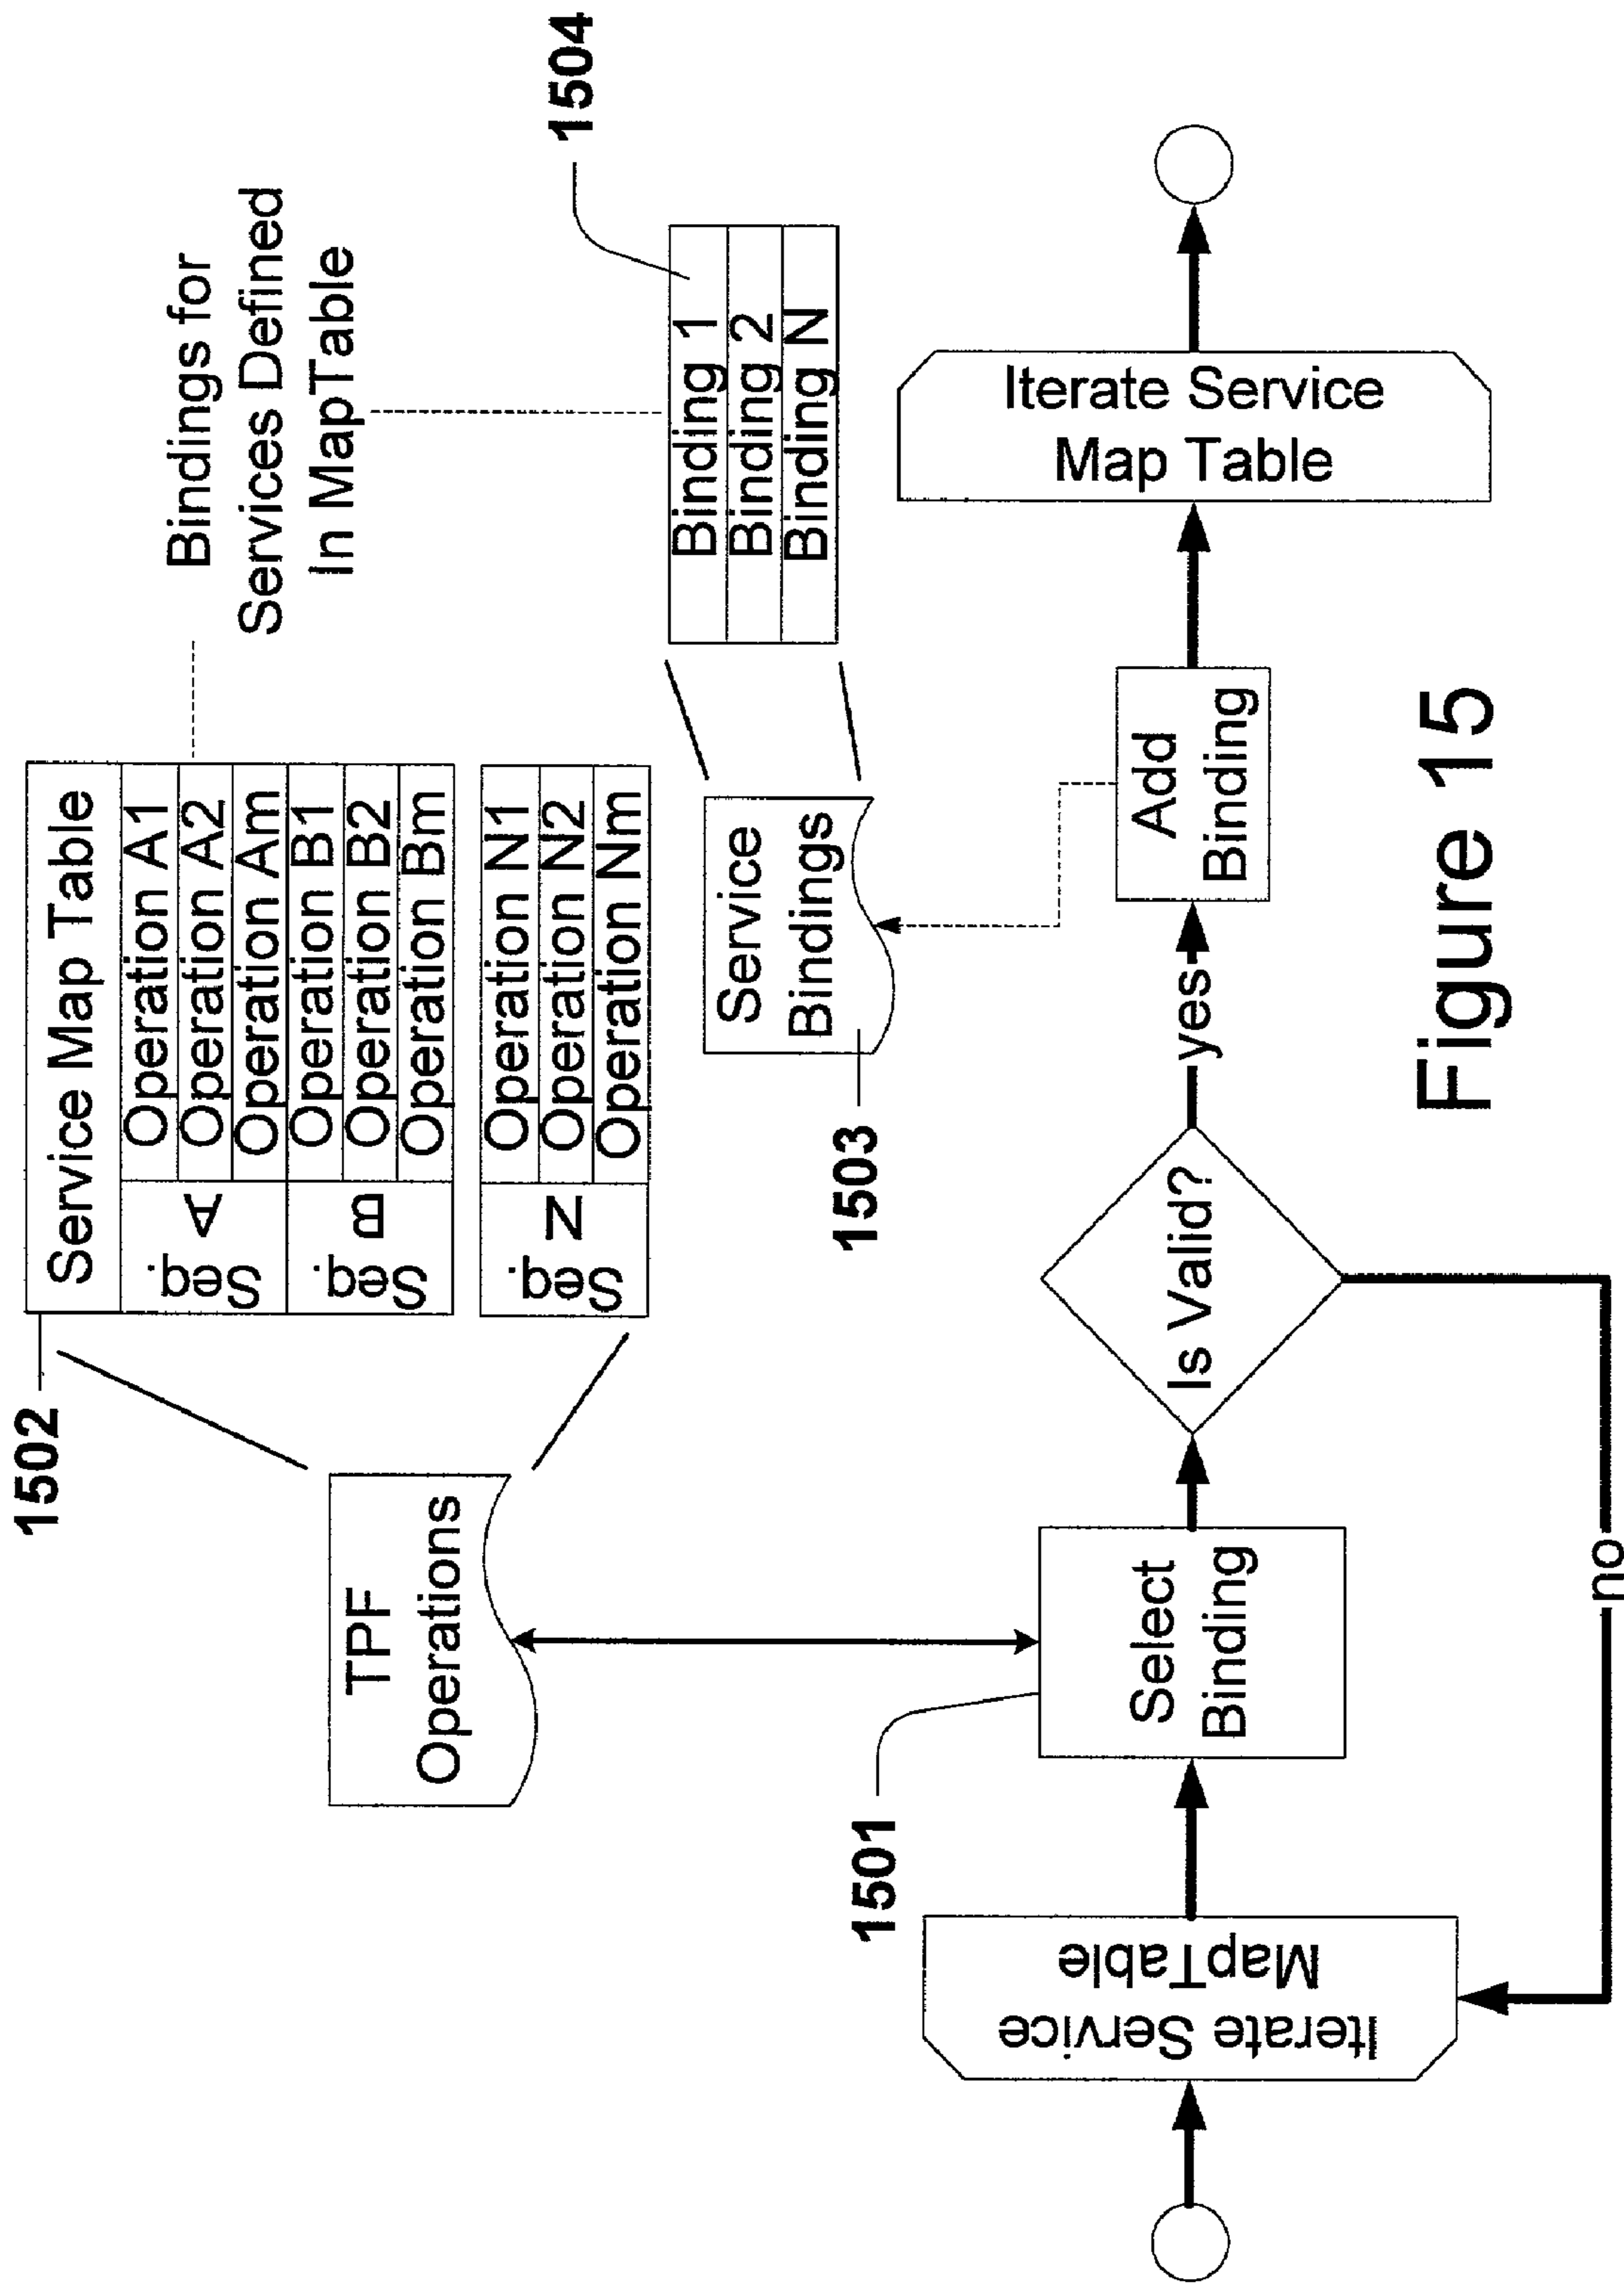 1502
Service Map Table
Seq. A
Operation A1
Operation A2
Operation Am
Seq. B
Operation B1
Operation B2
Operation Bm
Seq. N
Operation N1
Operation N2
Operation Nm
Bindings for
Services Defined
In MapTable
TPF
Operations
1503
Service
Bindings
1504
Binding 1
Binding 2
Binding N
1501
Iterate Service
MapTable
Select
Binding
Is Valid?
yes
no
Add
Binding
Iterate Service
Map Table
Figure 15